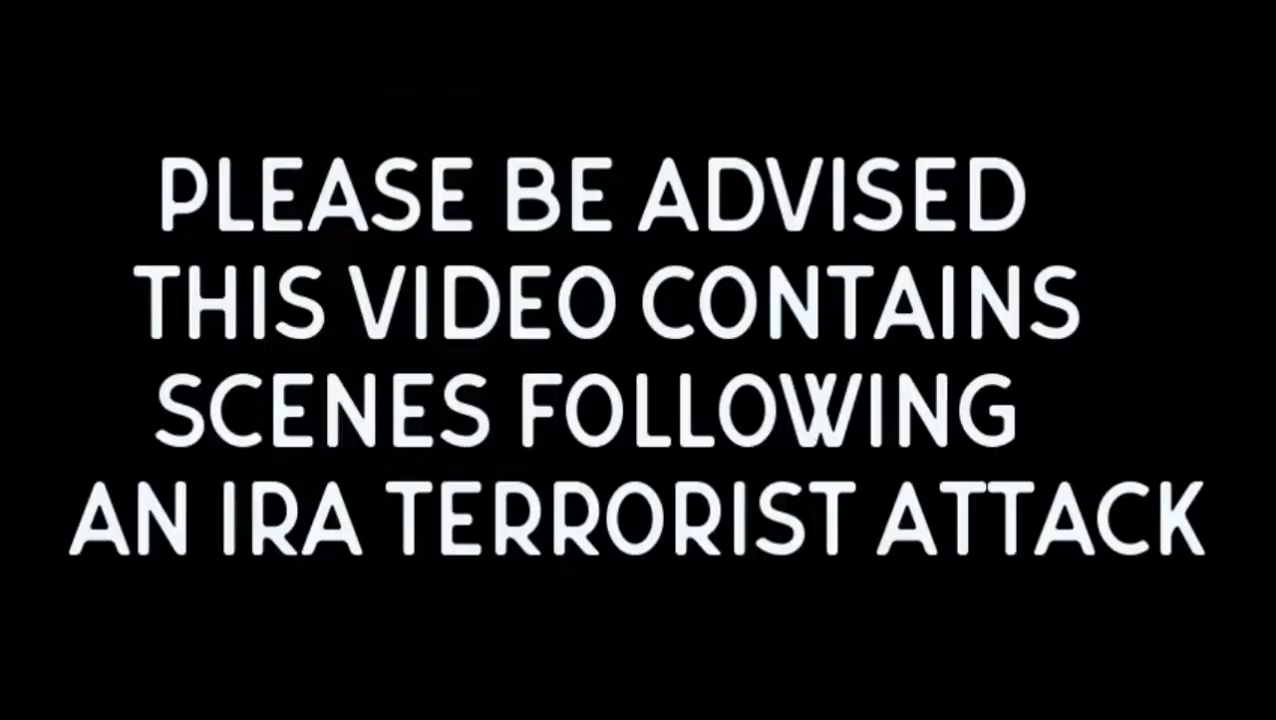 PLEASE BE ADVISED
THIS VIDEO CONTAINS
SCENES FOLLOWING
AN IRA TERRORIST ATTACK